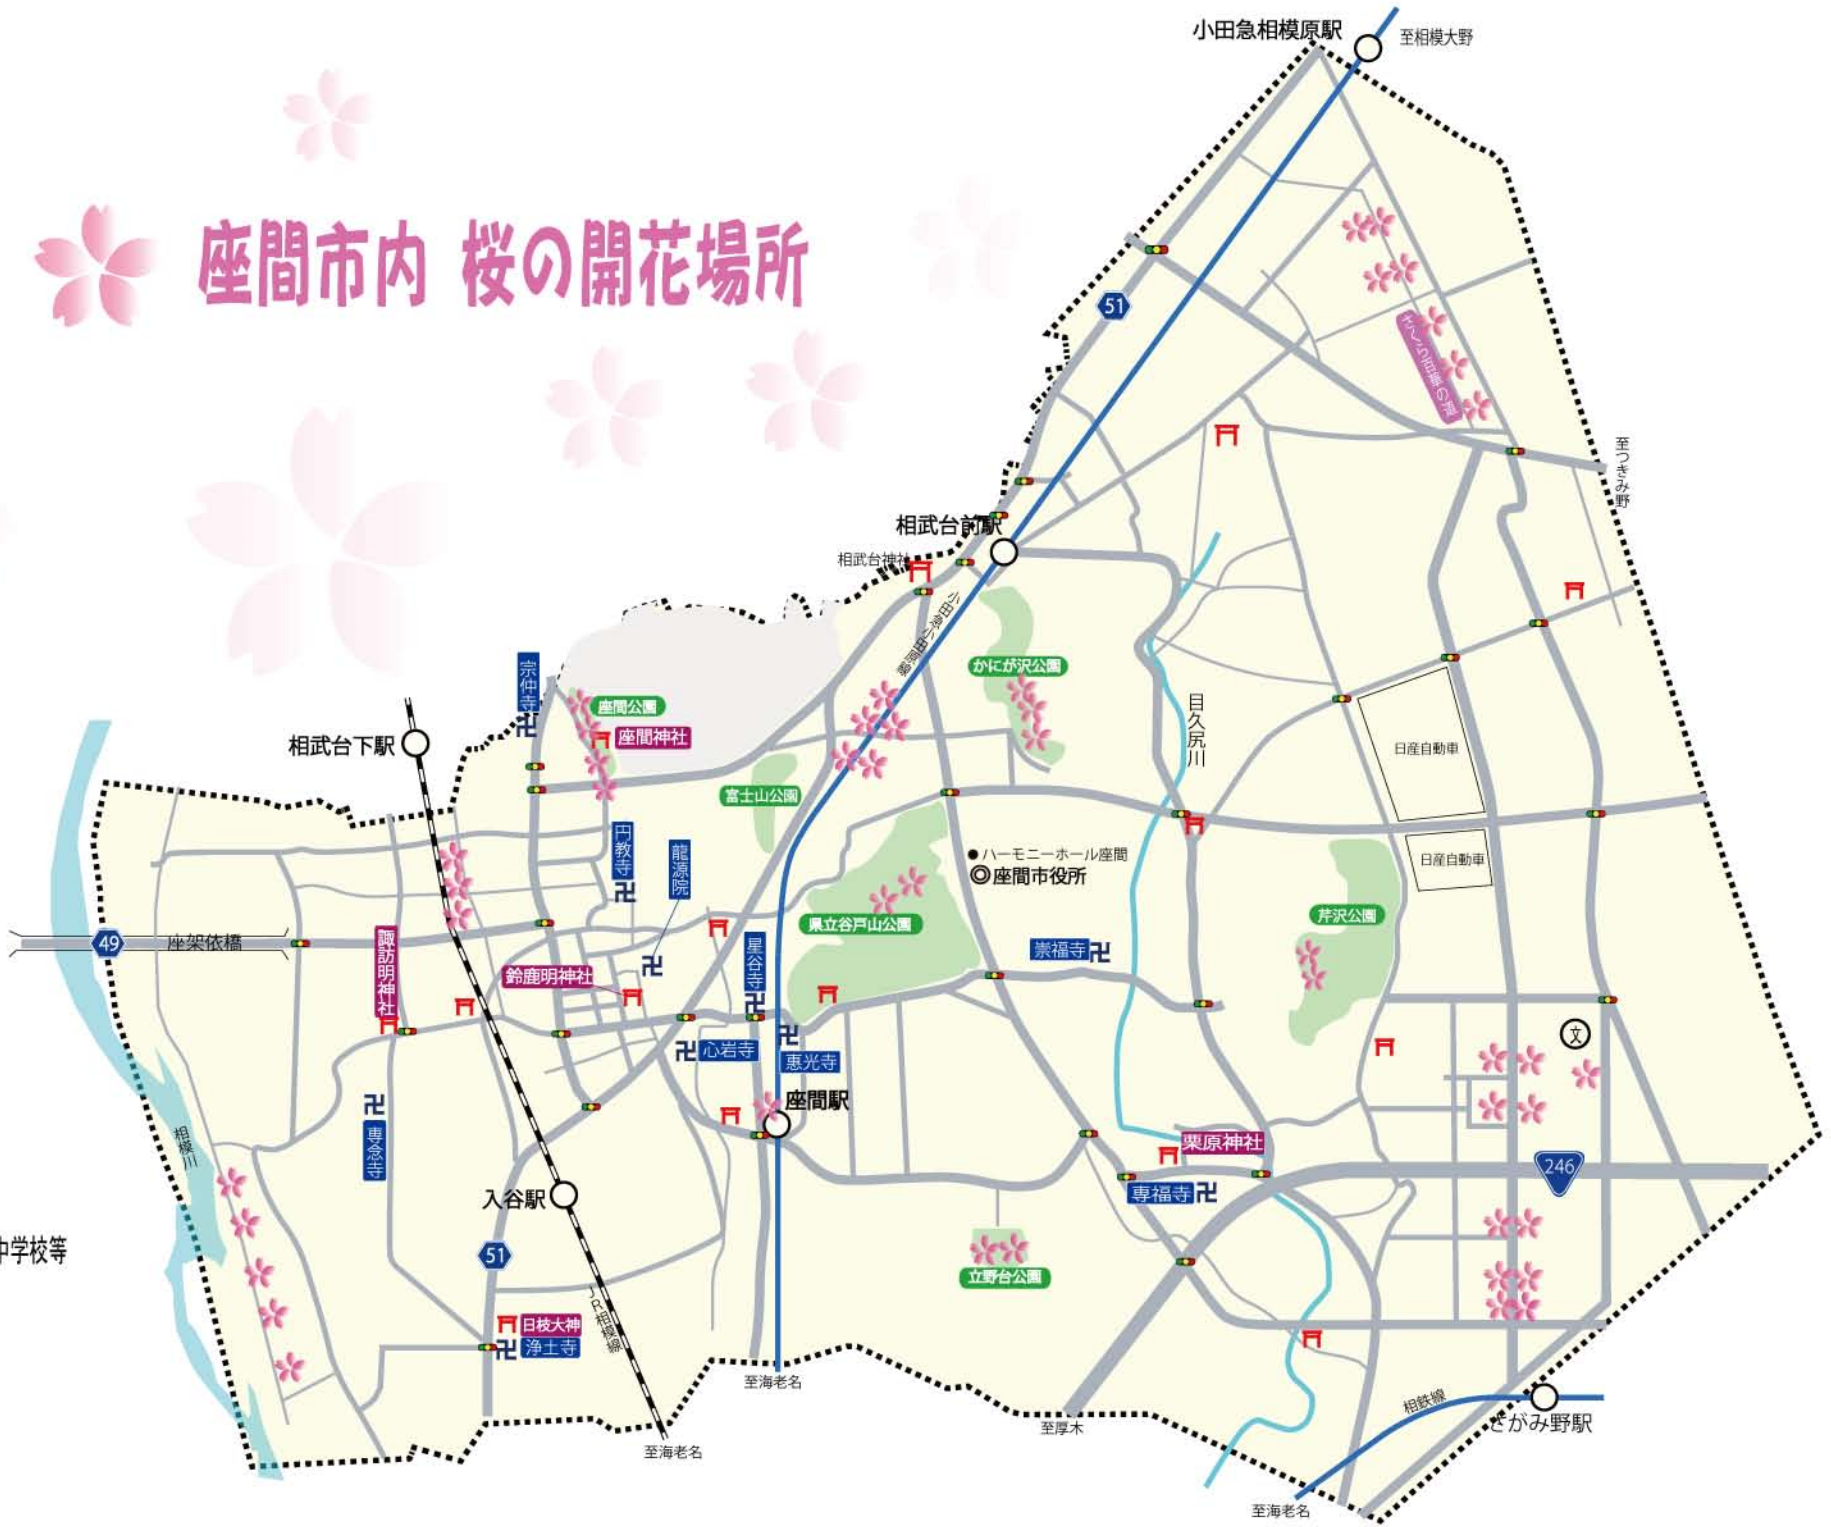 小田急相模原駅
至相模大野
座間市内 桜の開花場所
51
さくら百華の道
至つきみ野
相武台前駅
相武台神社
小田急小田原線
かにが沢公園
宗仲寺
座間公園
座間神社
目久尻川
相武台下駅
日産自動車
富士山公園
円教寺
龍源院
ハーモニーホール座間
座間市役所
日産自動車
県立谷戸山公園
芹沢公園
49
座架依橋
諏訪明神社
星谷寺
崇福寺
鈴鹿明神社
文
心岩寺
恵光寺
座間駅
相模川
専念寺
栗原神社
246
専福寺
入谷駅
中学校等
51
立野台公園
JR相模線
日枝大神
浄土寺
至海老名
相鉄線
さがみ野駅
至厚木
至海老名
至海老名